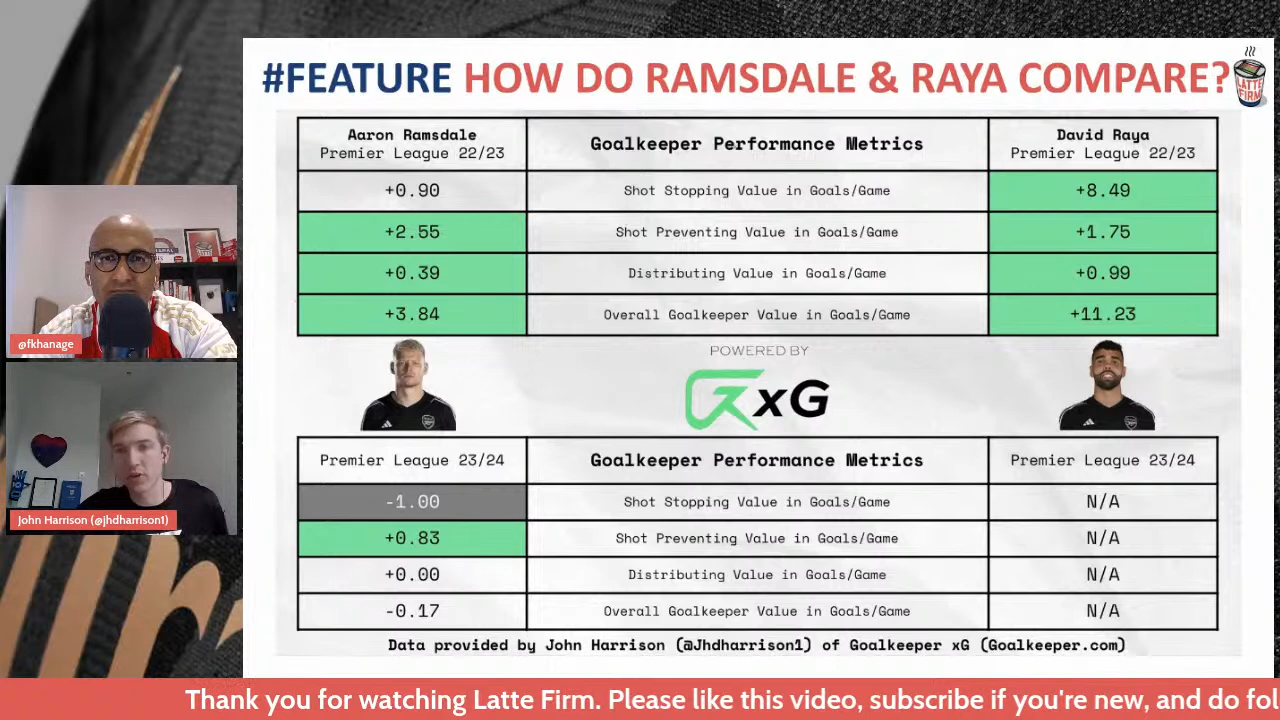 #FEATURE HOW DO RAMSDALE & RAYA COMPARE?
LATTE
FIRM
Aaron Ramsdale
Premier League 22/23
Goalkeeper Performance Metrics
David Raya
Premier League 22/23
+0.90
Shot Stopping Value in Goals/Game
+8.49
+2.55
Shot Preventing Value in Goals/Game
+1.75
+0.39
Distributing Value in Goals/Game
+0.99
+3.84
Overall Goalkeeper Value in Goals/Game
+11.23
POWERED BY
xG
Premier League 23/24
Goalkeeper Performance Metrics
Premier League 23/24
-1.00
Shot Stopping Value in Goals/Game
N/A
+0.83
Shot Preventing Value in Goals/Game
N/A
+0.00
Distributing Value in Goals/Game
N/A
-0.17
Overall Goalkeeper Value in Goals/Game
N/A
Data provided by John Harrison (@Jhdharrison1) of Goalkeeper xG (Goalkeeper.com)
@fkhanage
John Harrison (@jhdharrison1)
Thank you for watching Latte Firm. Please like this video, subscribe if you're new, and do fol